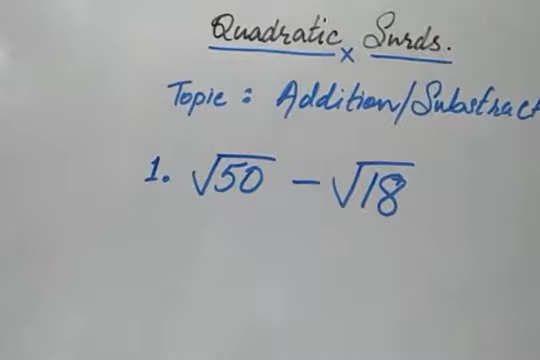 Quadratic Surds.
x
Topic : Addition/Substract
1. √50 - √18